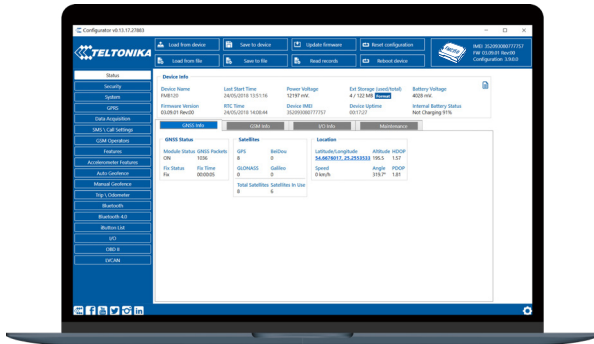 Configurator v0.13.17.27883
TELTONIKA
Load from device
Save to device
Update firmware
Reset configuration
Load from file
Save to file
Read records
Reboot device
FMB120
IMEI 352093080777757
FW 03.09.01 Rev:00
Configuration 3.9.0.0
Status
Security
System
GPRS
Data Acquisition
SMS \ Call Settings
GSM Operators
Features
Accelerometer Features
Auto Geofence
Manual Geofence
Trip \ Odometer
Bluetooth
Bluetooth 4.0
iButton List
I/O
OBD II
LVCAN
Device Info
Device Name
Last Start Time
Power Voltage
Ext Storage (used/total)
Battery Voltage
FMB120
24/05/2018 13:51:16
12197 mV.
4 / 122 MB Format
4028 mV.
Firmware Version
RTC Time
Device IMEI
Device Uptime
Internal Battery Status
03.09.01 Rev:00
24/05/2018 14:08:44
352093080777757
00:17:27
Not Charging 91%
GNSS Info
GSM Info
I/O Info
Maintenance
GNSS Status
Module Status GNSS Packets
ON 1036
Fix Status Fix Time
Fix 00:00:05
Satellites
GPS BeiDou
8 0
GLONASS Galileo
0 0
Total Satellites Satellites in Use
8 6
Location
Latitude/Longitude Altitude HDOP
54.6676017, 25.2553533 195.5 1.57
Speed Angle PDOP
0 km/h 319.7° 1.81